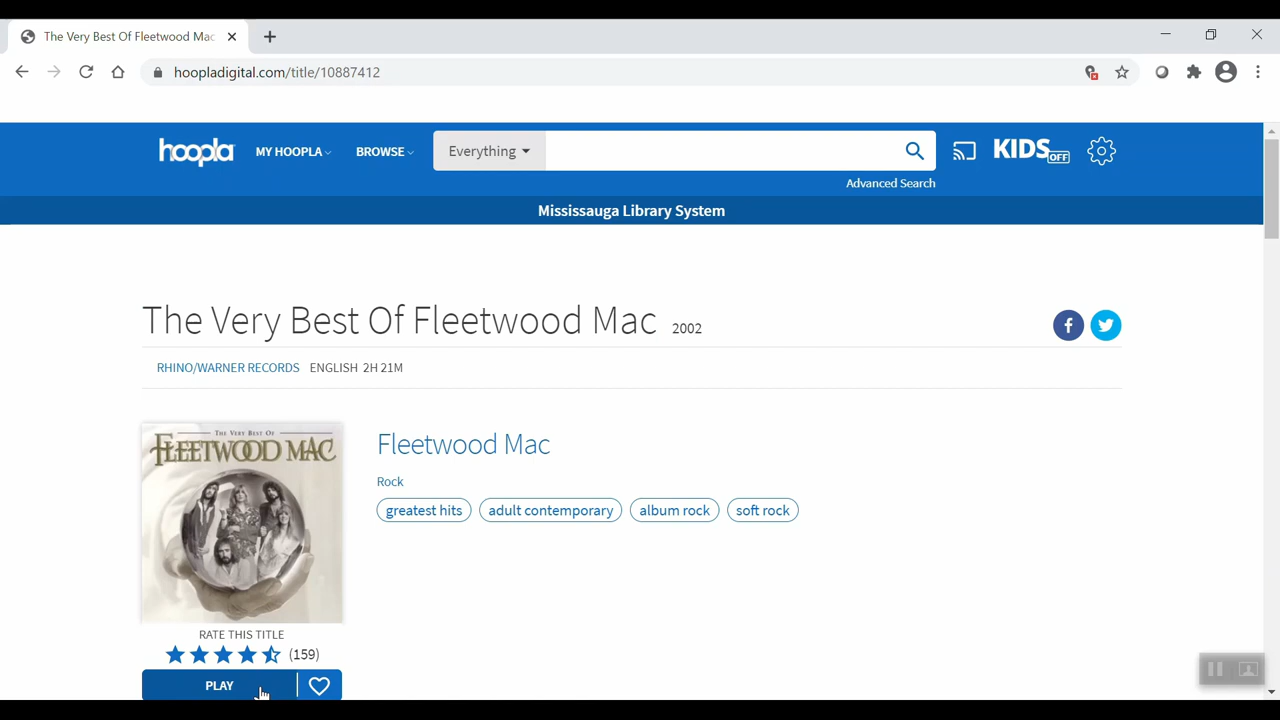 The Very Best Of Fleetwood Mac
hoopladigital.com/title/10887412
hoopla MY HOOPLA BROWSE Everything KIDS OFF
Advanced Search
Mississauga Library System
The Very Best Of Fleetwood Mac 2002
f
RHINO/WARNER RECORDS ENGLISH 2H 21M
THE VERY BEST OF
FLEETWOOD MAC
Fleetwood Mac
Rock
greatest hits adult contemporary album rock soft rock
RATE THIS TITLE
(159)
PLAY